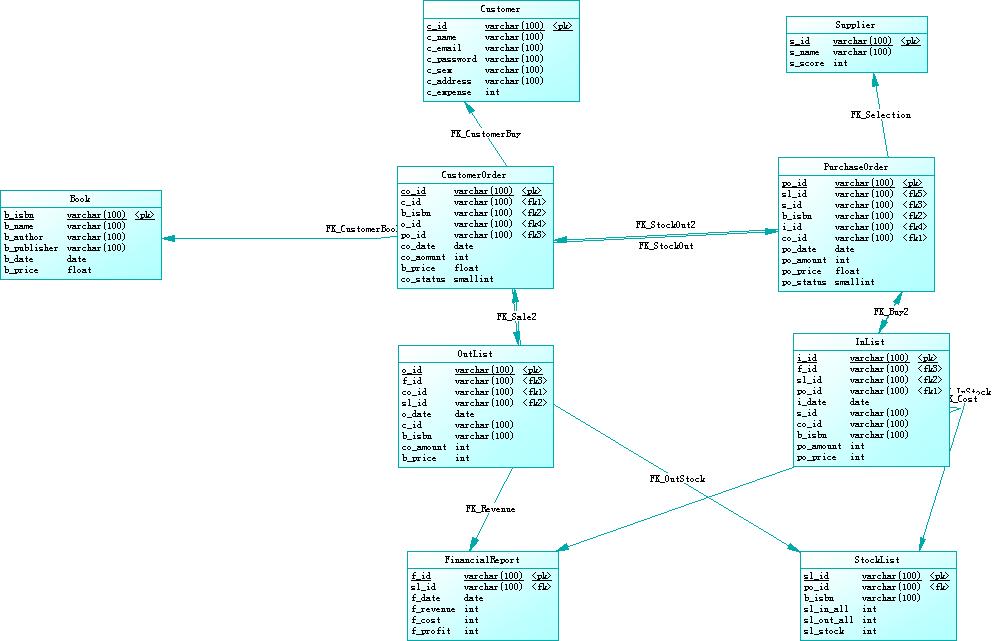 Customer
c_id varchar(100) <pk>
c_name varchar(100)
c_email varchar(100)
c_password varchar(100)
c_sex varchar(100)
c_address varchar(100)
c_expense int
Supplier
s_id varchar(100) <pk>
s_name varchar(100)
s_score int
FK_CustomerBuy
FK_Selection
Book
b_isbn varchar(100) <pk>
b_name varchar(100)
b_author varchar(100)
b_publisher varchar(100)
b_date date
b_price float
FK_CustomerBoo
CustomerOrder
co_id varchar(100) <pk>
c_id varchar(100) <fk1>
b_isbn varchar(100) <fk2>
o_id varchar(100) <fk4>
po_id varchar(100) <fk3>
co_date date
co_aomunt int
b_price float
co_status smallint
FK_StockOut2
FK_StockOut
PurchaseOrder
po_id varchar(100) <pk>
sl_id varchar(100) <fk5>
s_id varchar(100) <fk3>
b_isbn varchar(100) <fk2>
i_id varchar(100) <fk4>
co_id varchar(100) <fk1>
po_date date
po_amount int
po_price float
po_status smallint
FK_Sale2
FK_Buy2
OutList
o_id varchar(100) <pk>
f_id varchar(100) <fk3>
co_id varchar(100) <fk1>
sl_id varchar(100) <fk2>
o_date date
c_id varchar(100)
b_isbn varchar(100)
co_amount int
b_price int
InList
i_id varchar(100) <pk>
f_id varchar(100) <fk3>
sl_id varchar(100) <fk2>
po_id varchar(100) <fk1>
i_date date
s_id varchar(100)
co_id varchar(100)
b_isbn varchar(100)
po_amount int
po_price int
_InStock
_Cost
FK_OutStock
FK_Revenue
FinancialReport
f_id varchar(100) <pk>
sl_id varchar(100) <fk>
f_date date
f_revenue int
f_cost int
f_profit int
StockList
sl_id varchar(100) <pk>
po_id varchar(100) <fk>
b_isbn varchar(100)
sl_in_all int
sl_out_all int
sl_stock int